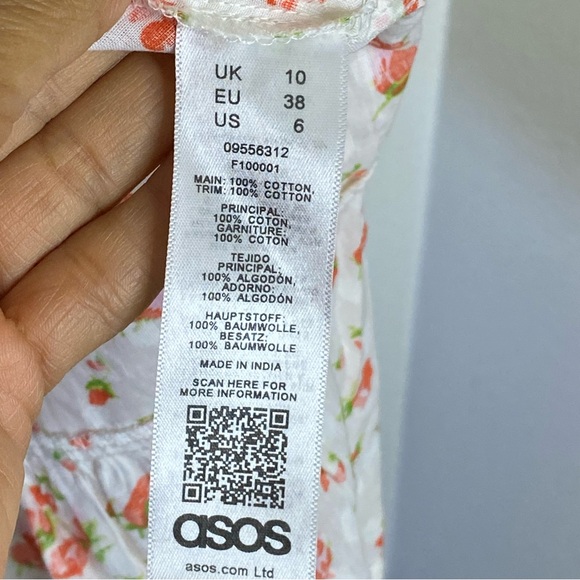 UK 10
EU 38
US 6
09556312
F100001
MAIN: 100% COTTON,
TRIM: 100% COTTON
PRINCIPAL:
100% COTON,
GARNITURE:
100% COTON
TEJIDO
PRINCIPAL:
100% ALGODÓN,
ADORNO:
100% ALGODÓN
HAUPTSTOFF:
100% BAUMWOLLE,
BESATZ:
100% BAUMWOLLE
MADE IN INDIA
SCAN HERE FOR
MORE INFORMATION
asos
asos.com Ltd